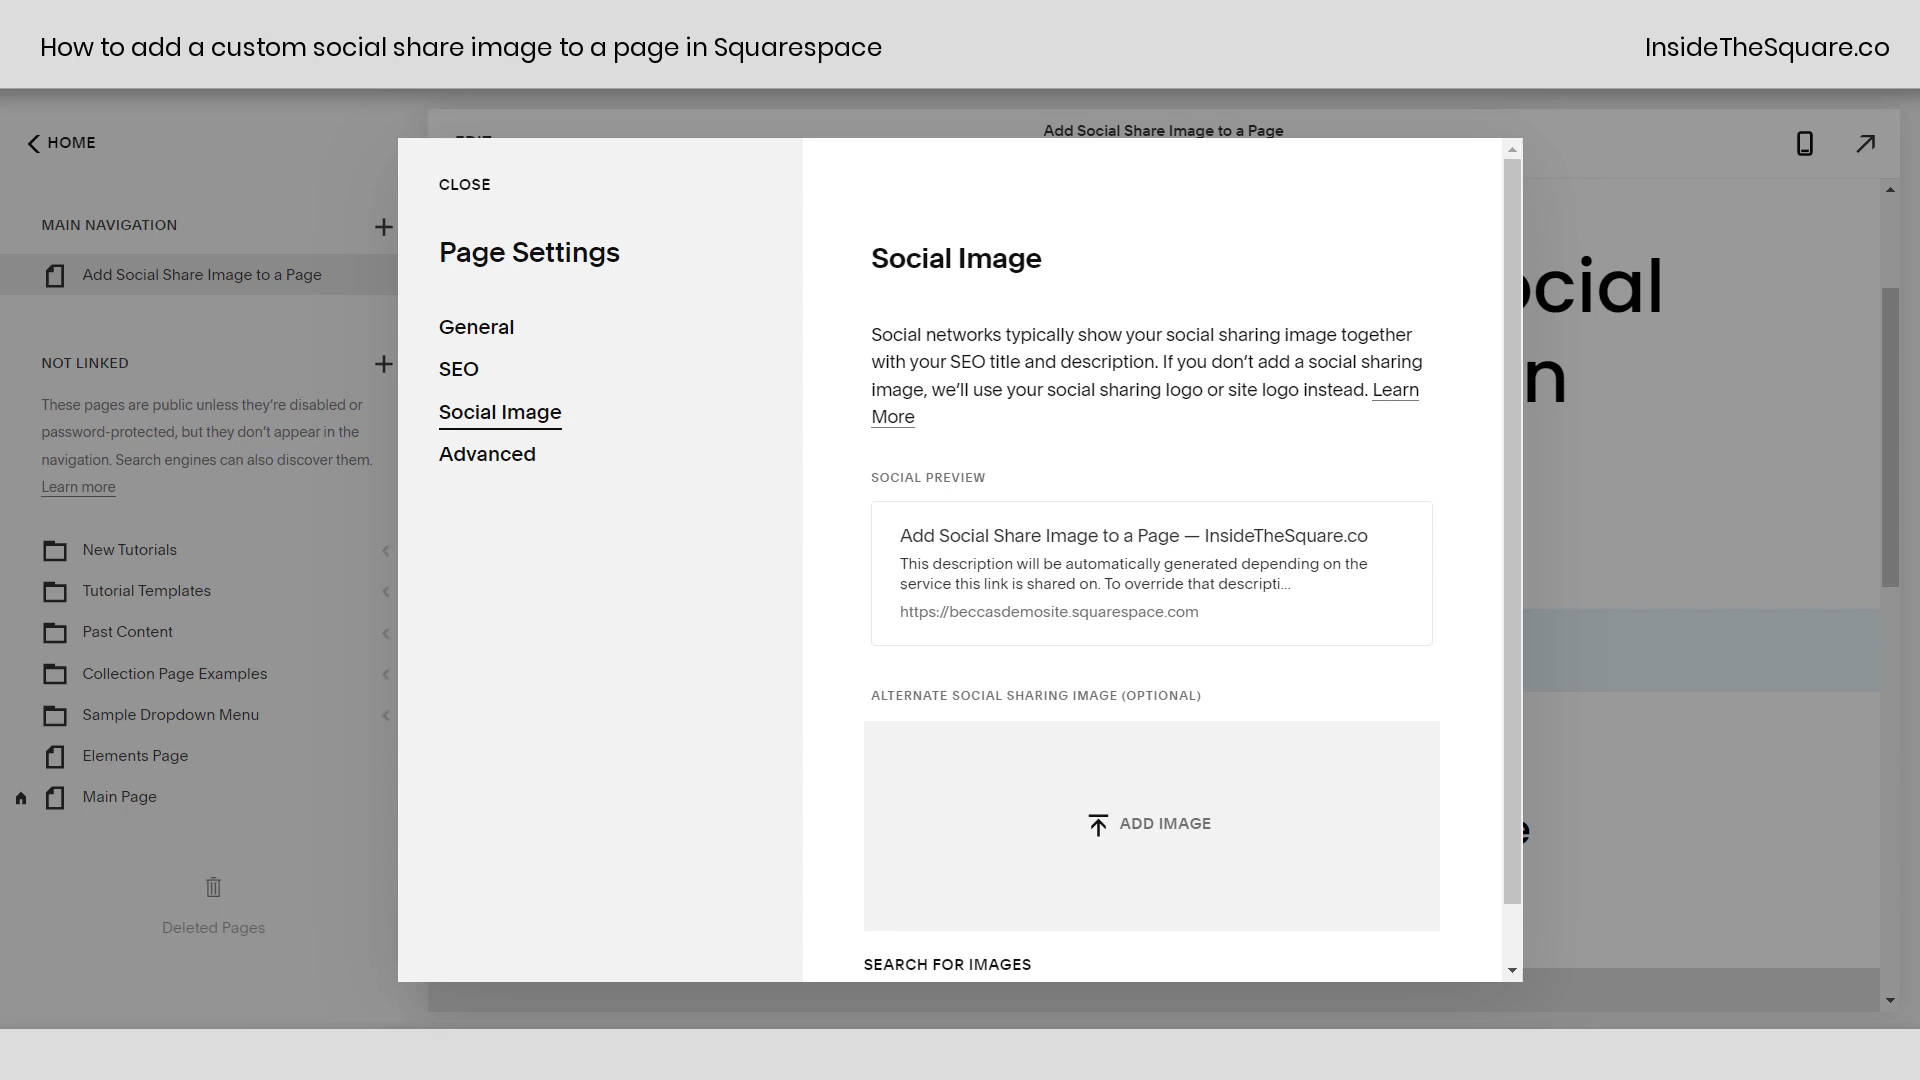 How to add a custom social share image to a page in Squarespace
InsideTheSquare.co
HOME
MAIN NAVIGATION
Add Social Share Image to a Page
NOT LINKED
These pages are public unless they’re disabled or
password-protected, but they don’t appear in the
navigation. Search engines can also discover them.
Learn more
New Tutorials
Tutorial Templates
Past Content
Collection Page Examples
Sample Dropdown Menu
Elements Page
Main Page
Deleted Pages
Add Social Share Image to a Page
CLOSE
Page Settings
General
SEO
Social Image
Advanced
Social Image
Social networks typically show your social sharing image together
with your SEO title and description. If you don’t add a social sharing
image, we’ll use your social sharing logo or site logo instead. Learn
More
SOCIAL PREVIEW
Add Social Share Image to a Page — InsideTheSquare.co
This description will be automatically generated depending on the
service this link is shared on. To override that descripti...
https://beccasdemosite.squarespace.com
ALTERNATE SOCIAL SHARING IMAGE (OPTIONAL)
ADD IMAGE
SEARCH FOR IMAGES